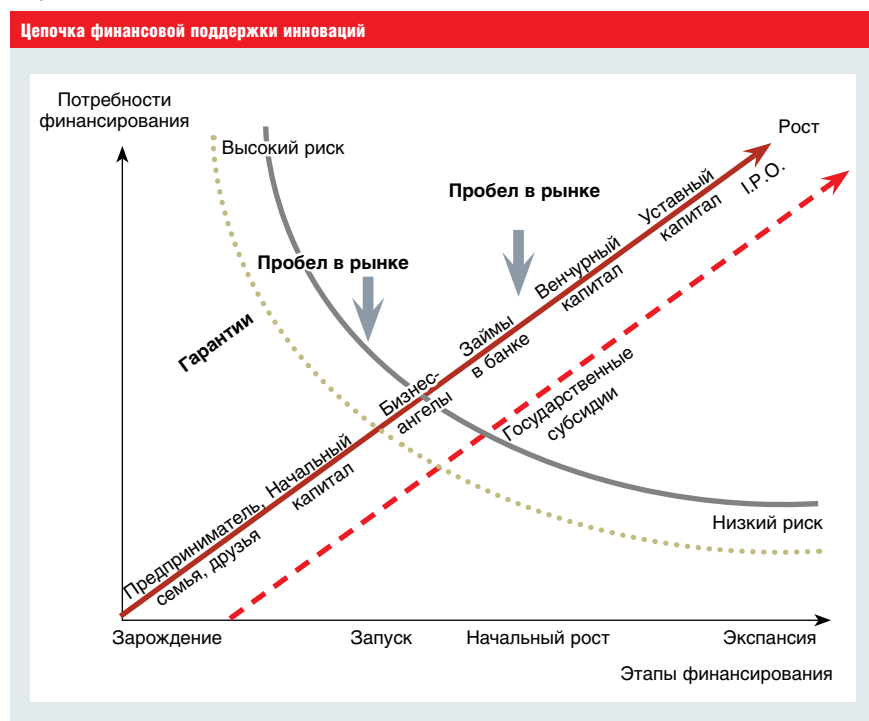 Цепочка финансовой поддержки инноваций
Потребности
финансирования
Высокий риск
Рост
Пробел в рынке
Пробел в рынке
Гарантии
Предприниматель,
семья, друзья
Начальный
капитал
Бизнес-
ангелы
Займы
в банке
Венчурный
капитал
Уставный
капитал
I.P.O.
Государственные
субсидии
Низкий риск
Зарождение
Запуск
Начальный рост
Экспансия
Этапы финансирования